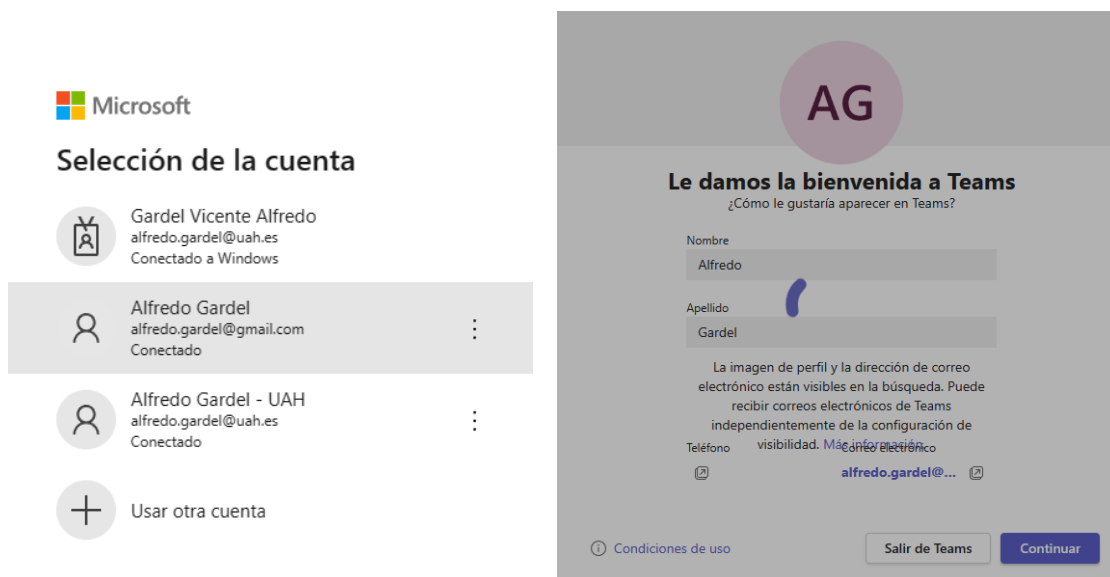 Microsoft
Selección de la cuenta
Gardel Vicente Alfredo
alfredo.gardel@uah.es
Conectado a Windows
Alfredo Gardel
alfredo.gardel@gmail.com
Conectado
Alfredo Gardel - UAH
alfredo.gardel@uah.es
Conectado
Usar otra cuenta
AG
Le damos la bienvenida a Teams
¿Cómo le gustaría aparecer en Teams?
Nombre
Alfredo
Apellido
Gardel
La imagen de perfil y la dirección de correo
electrónico están visibles en la búsqueda. Puede
recibir correos electrónicos de Teams
independientemente de la configuración de
visibilidad. Más información.
Teléfono
Correo electrónico
alfredo.gardel@...
Condiciones de uso
Salir de Teams
Continuar